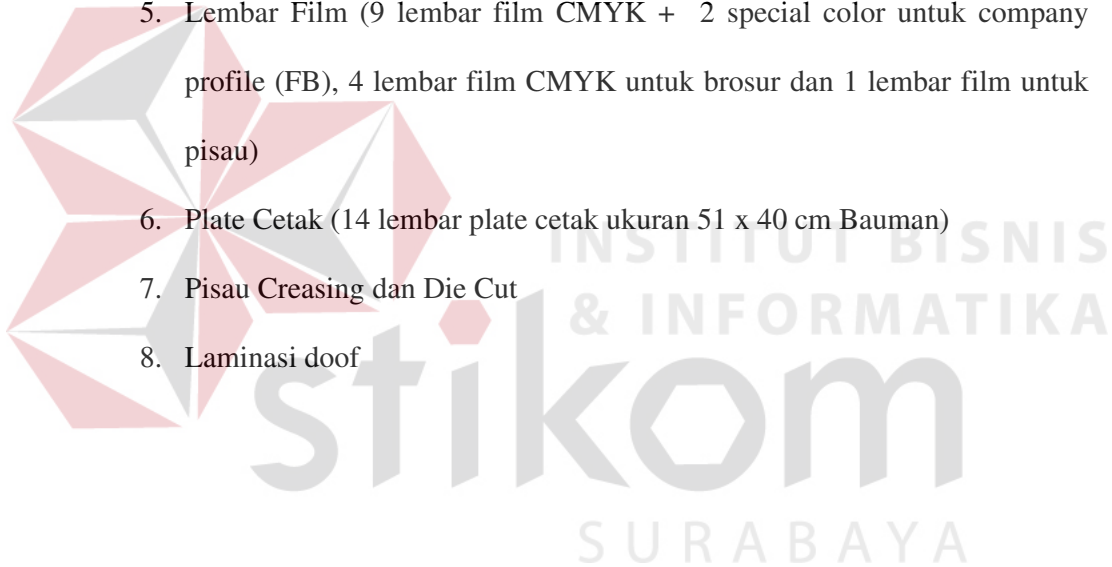 5. Lembar Film (9 lembar film CMYK + 2 special color untuk company
profile (FB), 4 lembar film CMYK untuk brosur dan 1 lembar film untuk
pisau)
6. Plate Cetak (14 lembar plate cetak ukuran 51 x 40 cm Bauman)
INSTITUT BISNIS
7. Pisau Creasing dan Die Cut
& INFORMATIKA
8. Laminasi doof
stikom
SURABAYA